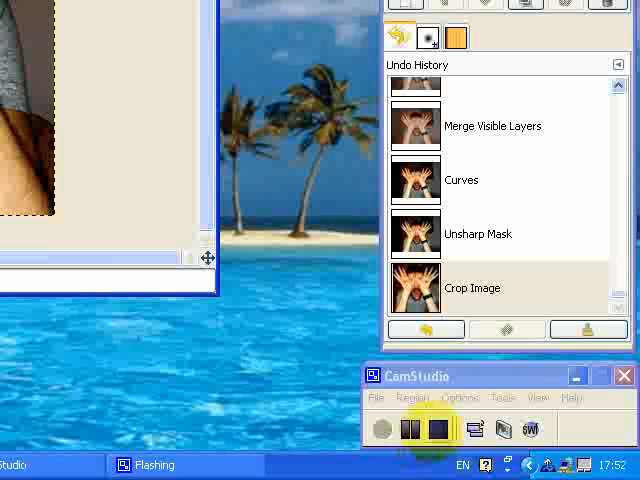 Undo History
Merge Visible Layers
Curves
Unsharp Mask
Crop Image
CamStudio
File Region Options Tools View Help
SWF
Studio
Flashing
EN
17:52